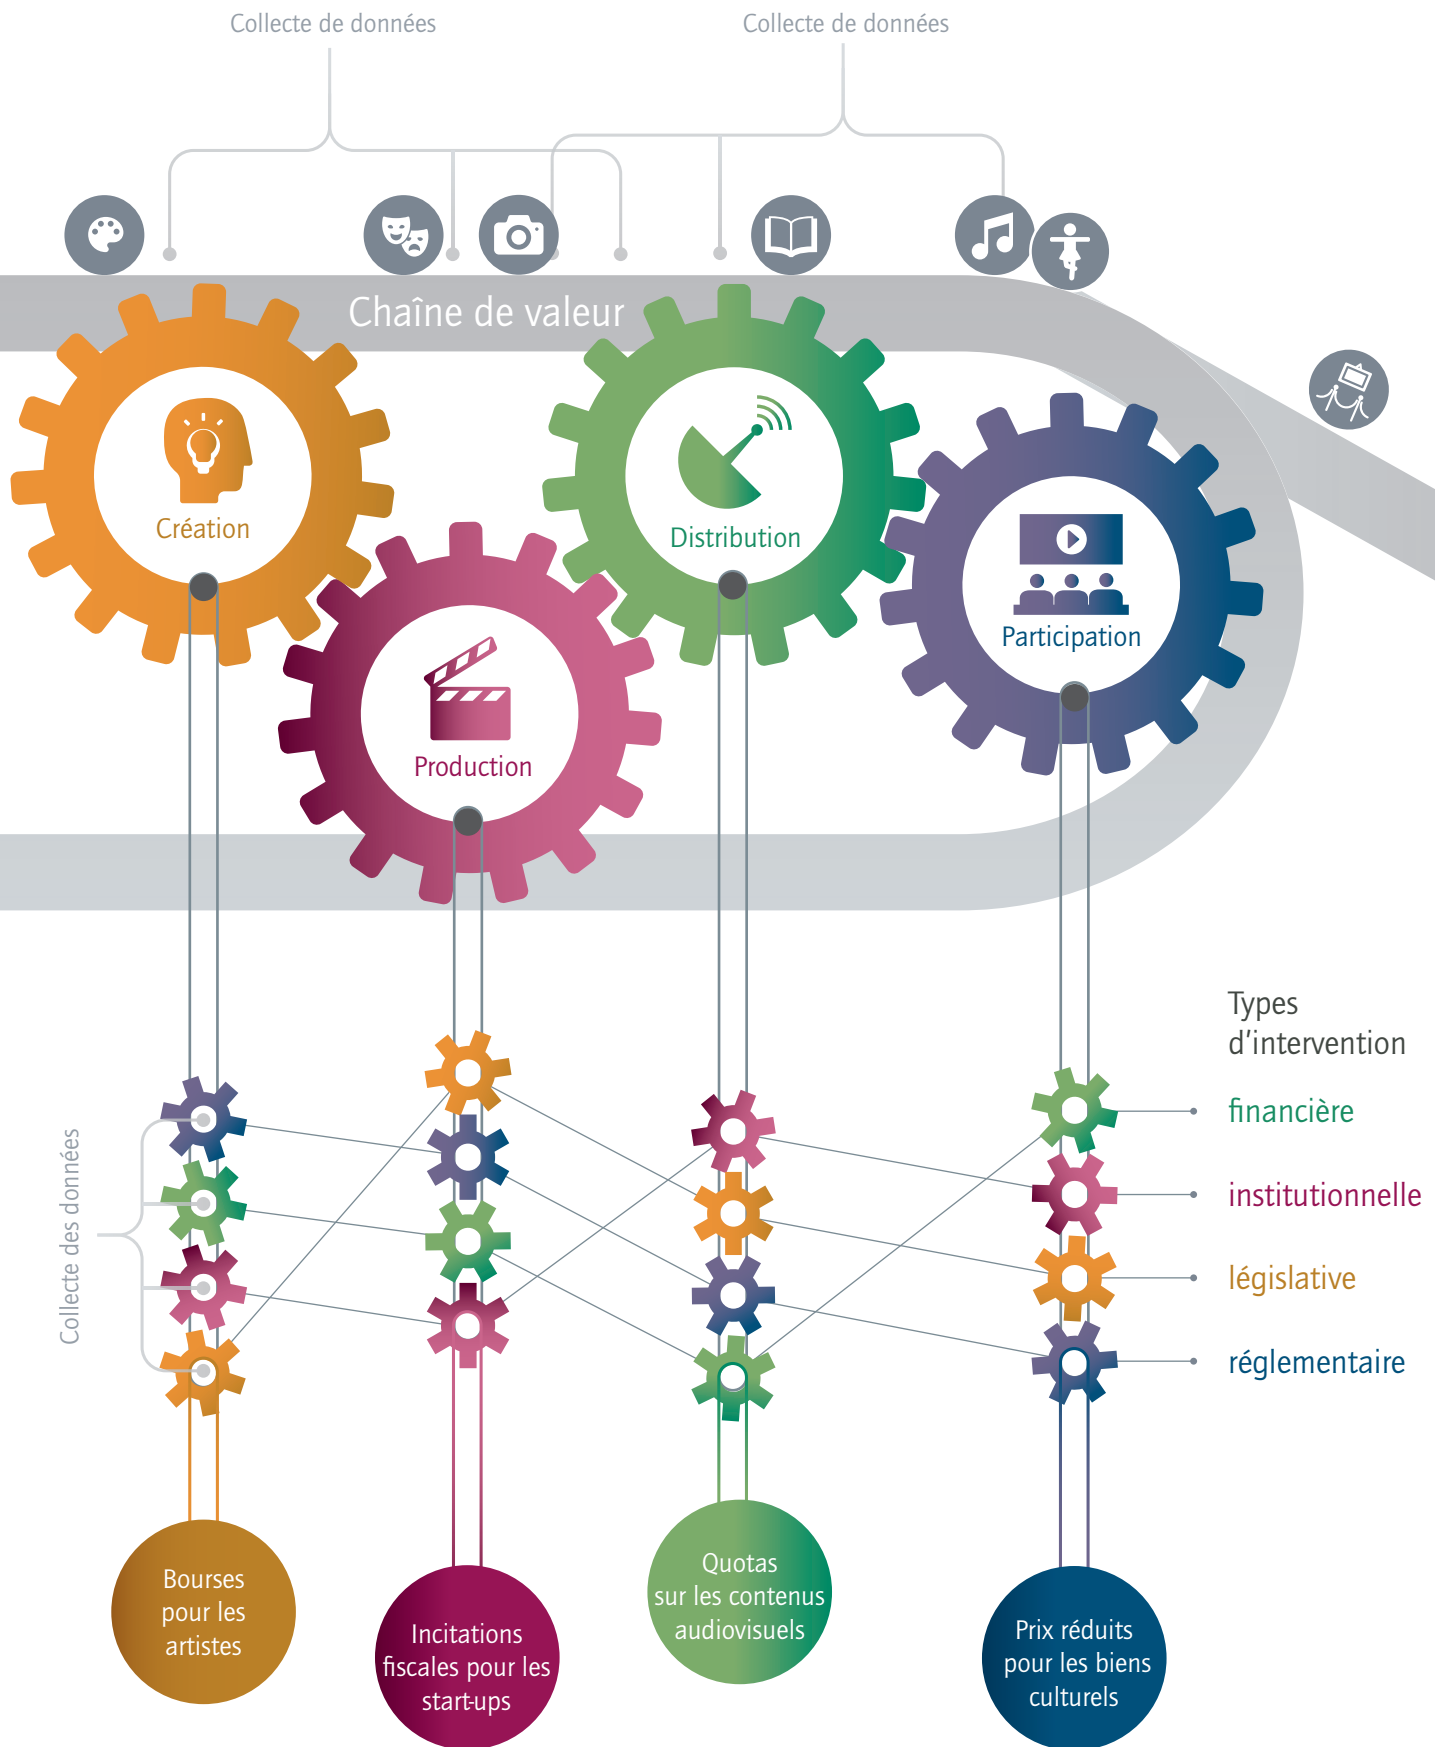 Collecte de données
Collecte de données
Chaîne de valeur
Création
Distribution
Participation
Production
Types
d’intervention
financière
institutionnelle
législative
réglementaire
Collecte des données
Bourses
pour les
artistes
Incitations
fiscales pour les
start-ups
Quotas
sur les contenus
audiovisuels
Prix réduits
pour les biens
culturels